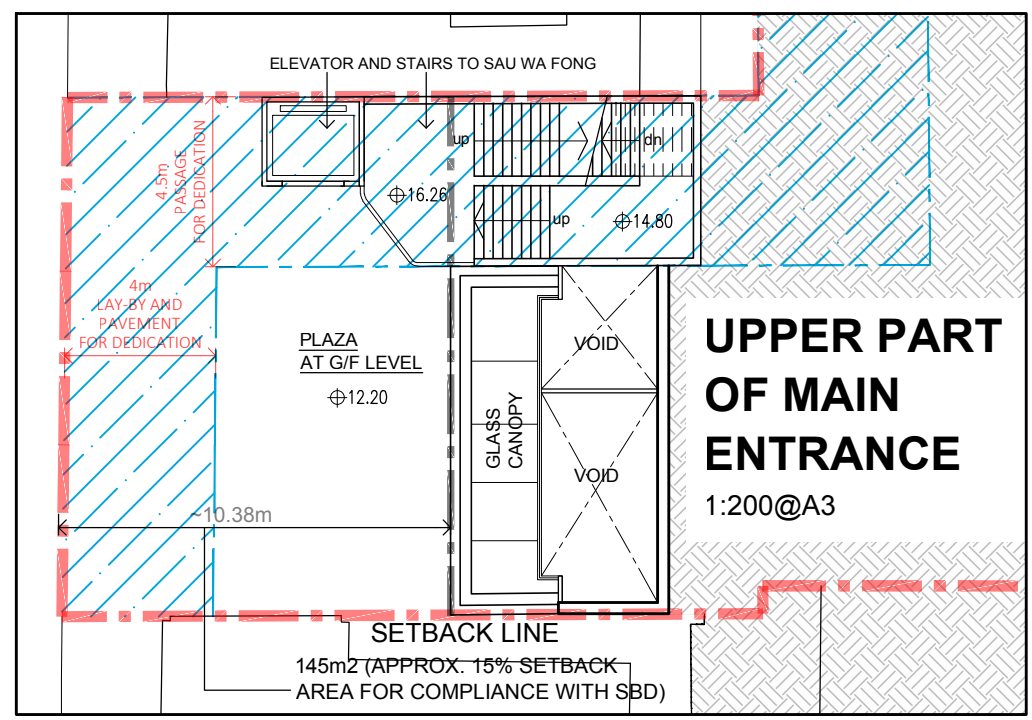 ELEVATOR AND STAIRS TO SAU WA FONG
4.5m
PASSAGE
FOR DEDICATION
up
dn
16.26
up
14.80
4m
LAY-BY AND
PAVEMENT
FOR DEDICATION
PLAZA
AT G/F LEVEL
12.20
GLASS
CANOPY
VOID
VOID
UPPER PART
OF MAIN
ENTRANCE
1:200@A3
~10.38m
SETBACK LINE
145m2 (APPROX. 15% SETBACK
AREA FOR COMPLIANCE WITH SBD)